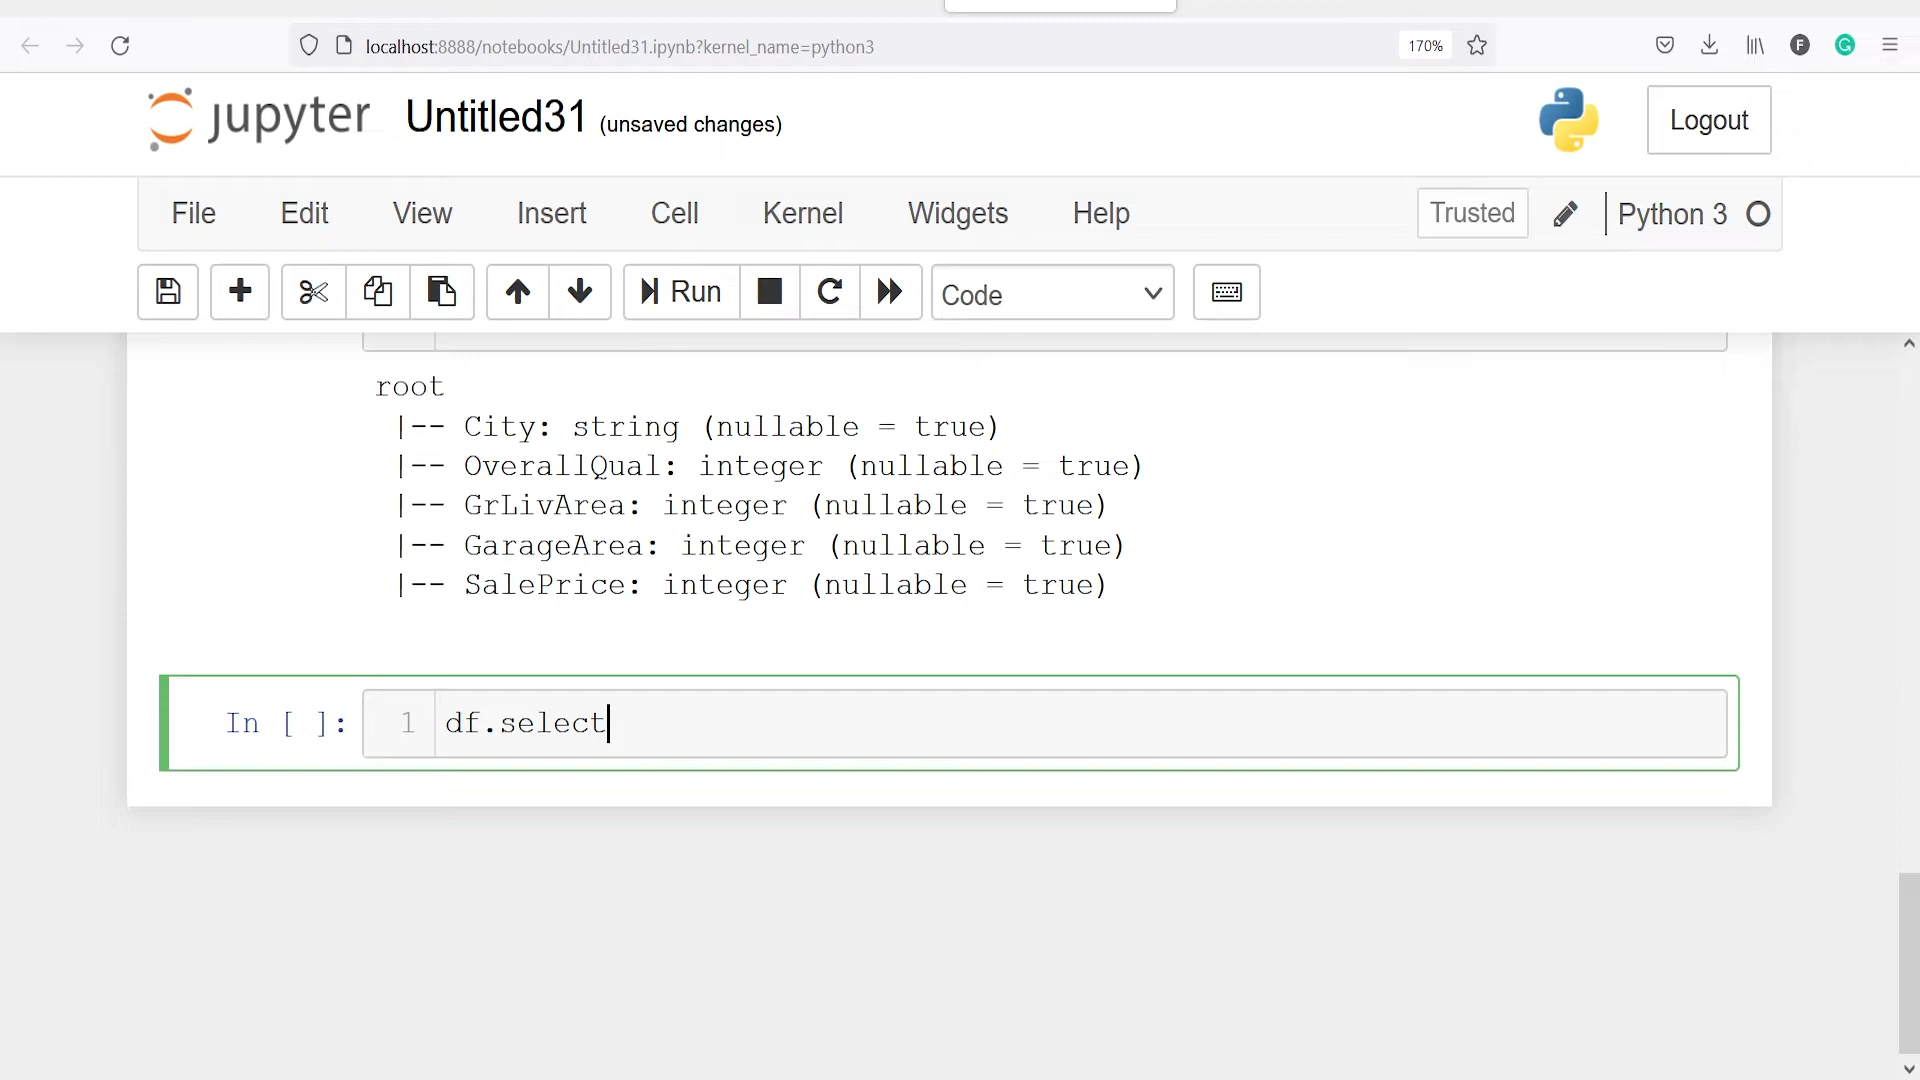 localhost:8888/notebooks/Untitled31.ipynb?kernel_name=python3 170% F G
jupyter Untitled31 (unsaved changes) Logout
File Edit View Insert Cell Kernel Widgets Help Trusted Python 3
Run Code
root
|-- City: string (nullable = true)
|-- OverallQual: integer (nullable = true)
|-- GrLivArea: integer (nullable = true)
|-- GarageArea: integer (nullable = true)
|-- SalePrice: integer (nullable = true)
In [ ]: 1 df.select